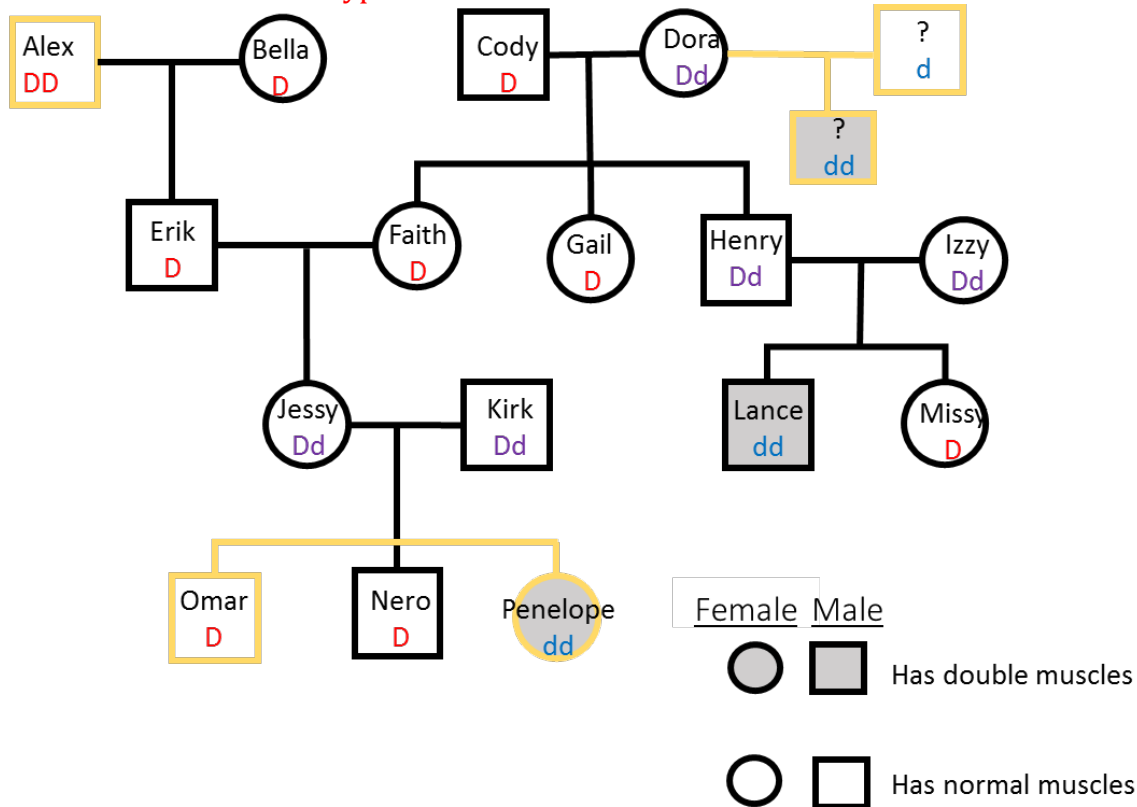 Alex
DD
Bella
D
Cody
D
Dora
Dd
?
d
?
dd
Erik
D
Faith
D
Gail
D
Henry
Dd
Izzy
Dd
Jessy
Dd
Kirk
Dd
Lance
dd
Missy
D
Omar
D
Nero
D
Penelope
dd
Female Male
Has double muscles
Has normal muscles